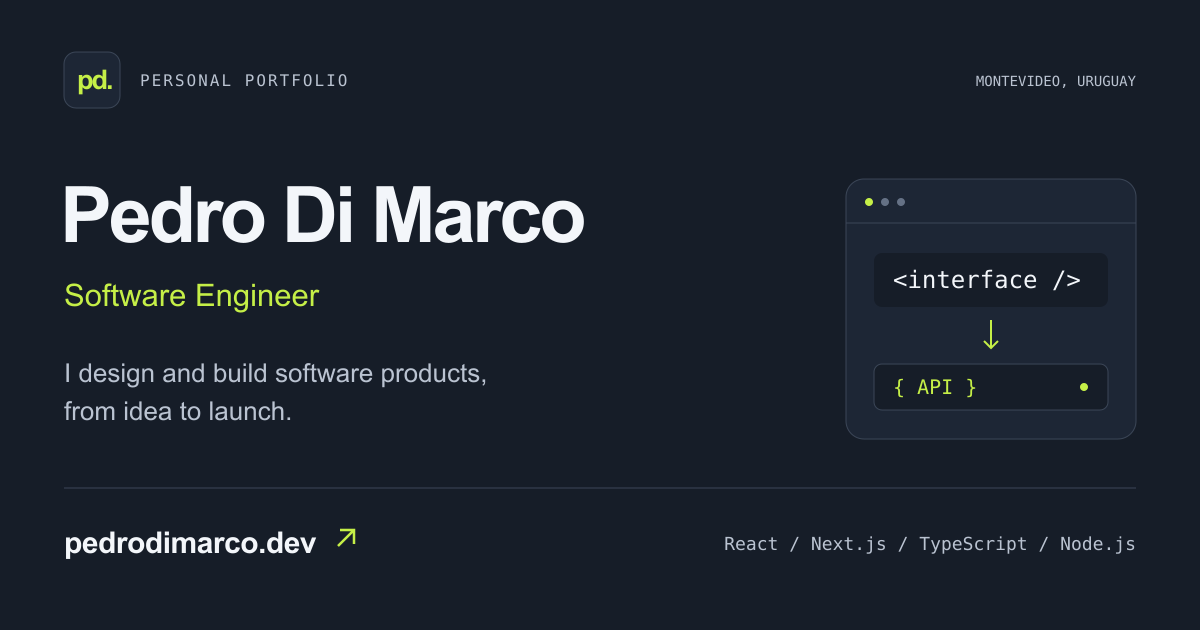 pd.
PERSONAL PORTFOLIO
MONTEVIDEO, URUGUAY
Pedro Di Marco
Software Engineer
I design and build software products,
from idea to launch.
<interface />
{ API }
pedrodimarco.dev
React / Next.js / TypeScript / Node.js